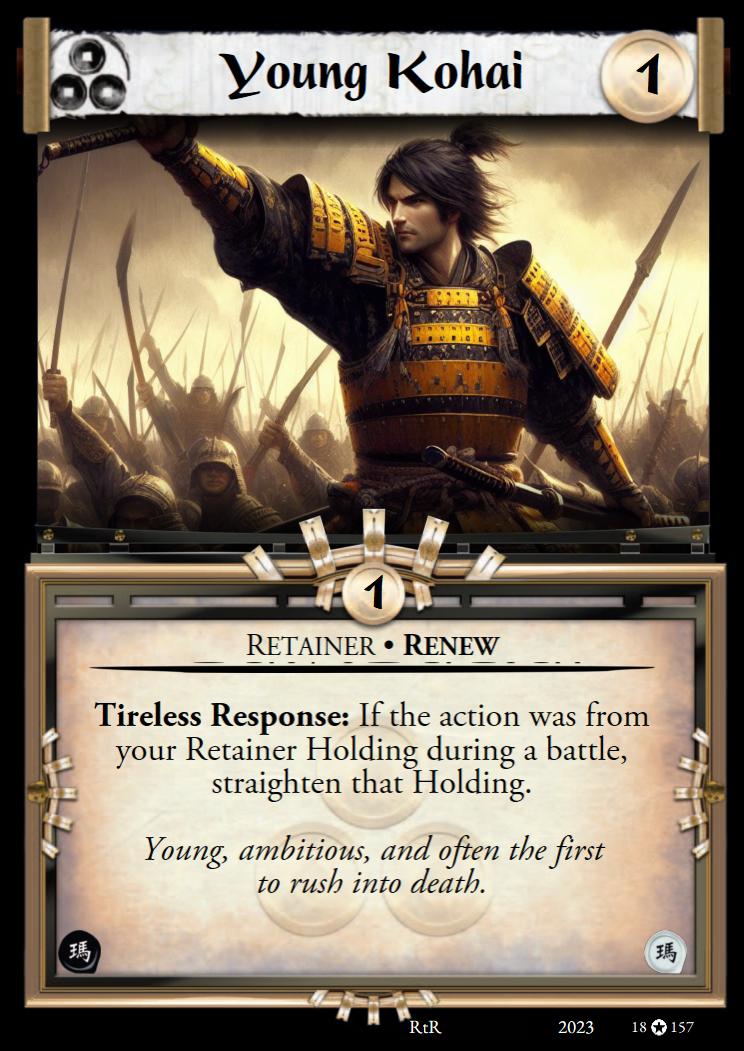 Young Kohai
1
1
RETAINER • RENEW
Tireless Response: If the action was from
your Retainer Holding during a battle,
straighten that Holding.
Young, ambitious, and often the first
to rush into death.
瑪 瑪
RtR 2023 18 ✪ 157